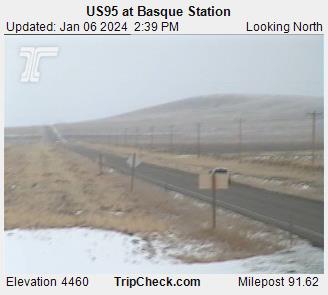 US95 at Basque Station
Updated: Jan 06 2024 2:39 PM Looking North
Elevation 4460 TripCheck.com Milepost 91.62